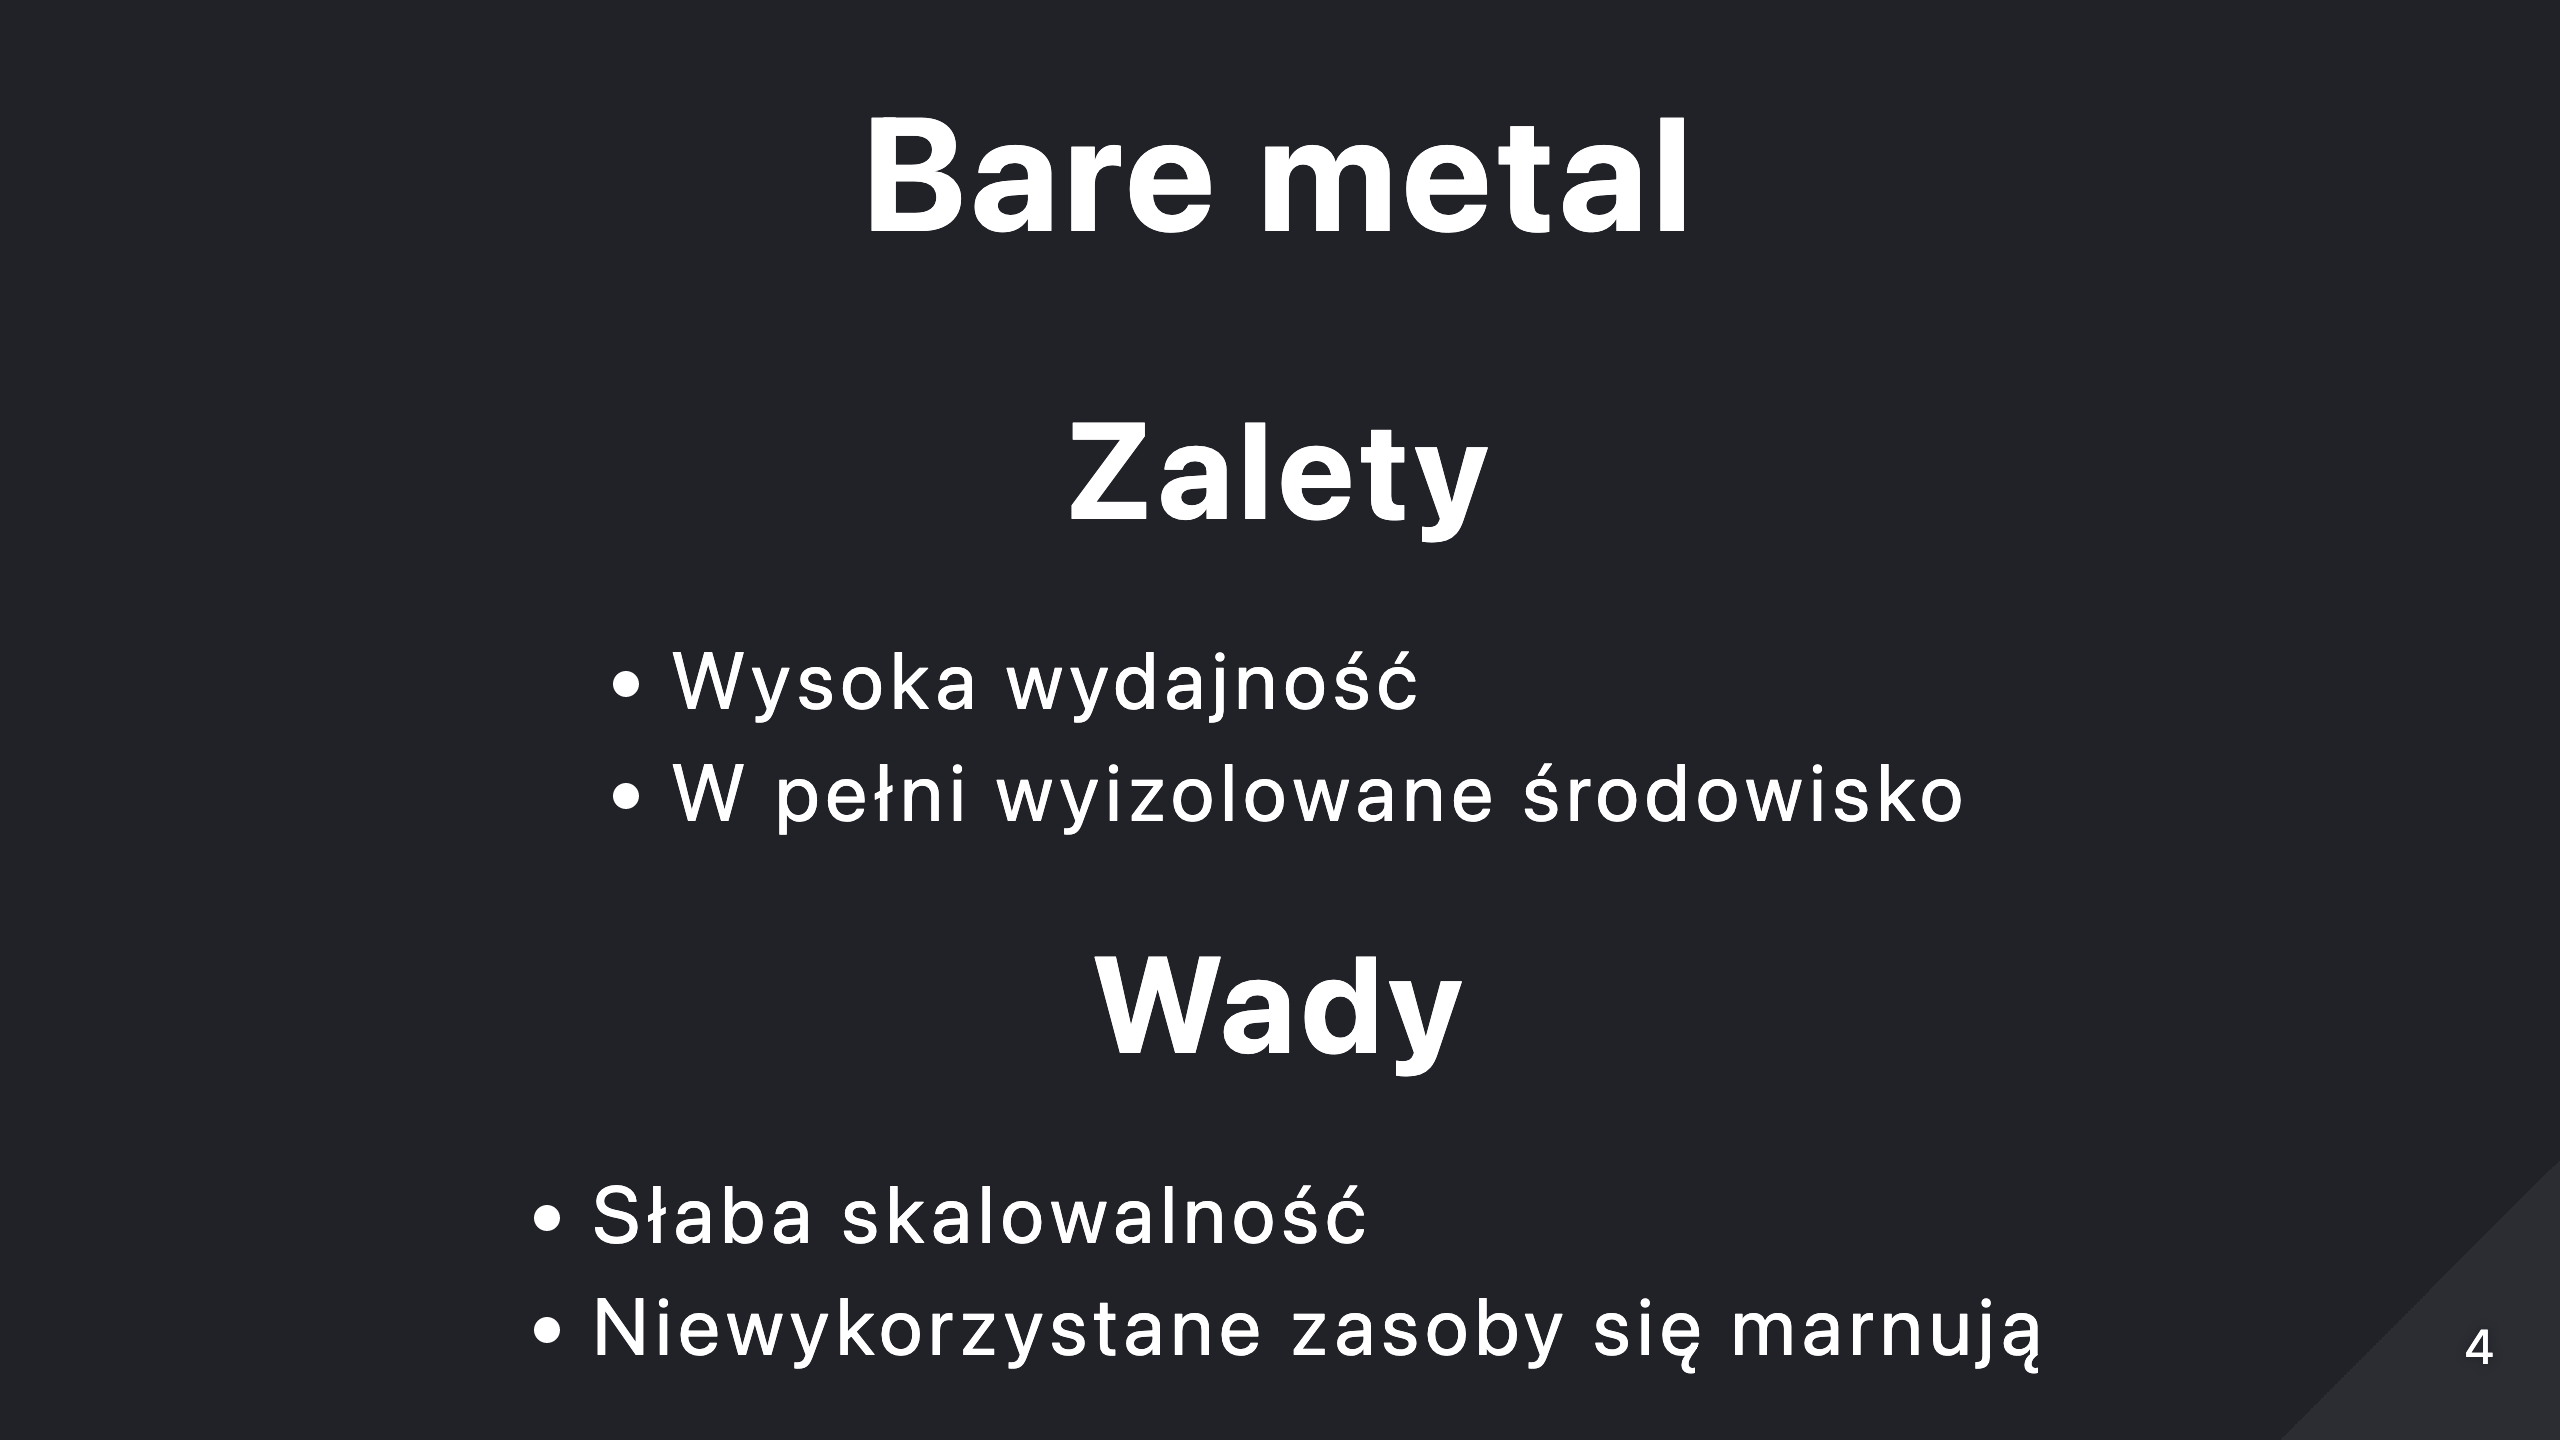 Bare metal
Zalety
• Wysoka wydajność
• W pełni wyizolowane środowisko
Wady
• Słaba skalowalność
• Niewykorzystane zasoby się marnują
4